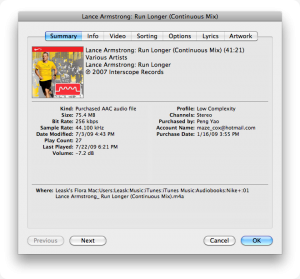 Lance Armstrong: Run Longer (Continuous Mix)
Summary Info Video Sorting Options Lyrics Artwork
Lance Armstrong: Run Longer (Continuous Mix) (41:21)
Various Artists
Lance Armstrong: Run Longer
℗ 2007 Interscope Records
Kind: Purchased AAC audio file
Size: 75.4 MB
Bit Rate: 256 kbps
Sample Rate: 44.100 kHz
Date Modified: 7/3/09 4:43 PM
Play Count: 27
Last Played: 7/22/09 6:21 PM
Volume: -7.2 dB
Profile: Low Complexity
Channels: Stereo
Purchased by: Peng Yao
Account Name: maze_cox@hotmail.com
Purchase Date: 1/16/09 3:55 PM
Where: Leask's Flora Mac:Users:Leask:Music:iTunes:iTunes Music:Audiobooks:Nike+:01
Lance Armstrong_ Run Longer (Continuous Mix).m4a
Previous Next Cancel OK